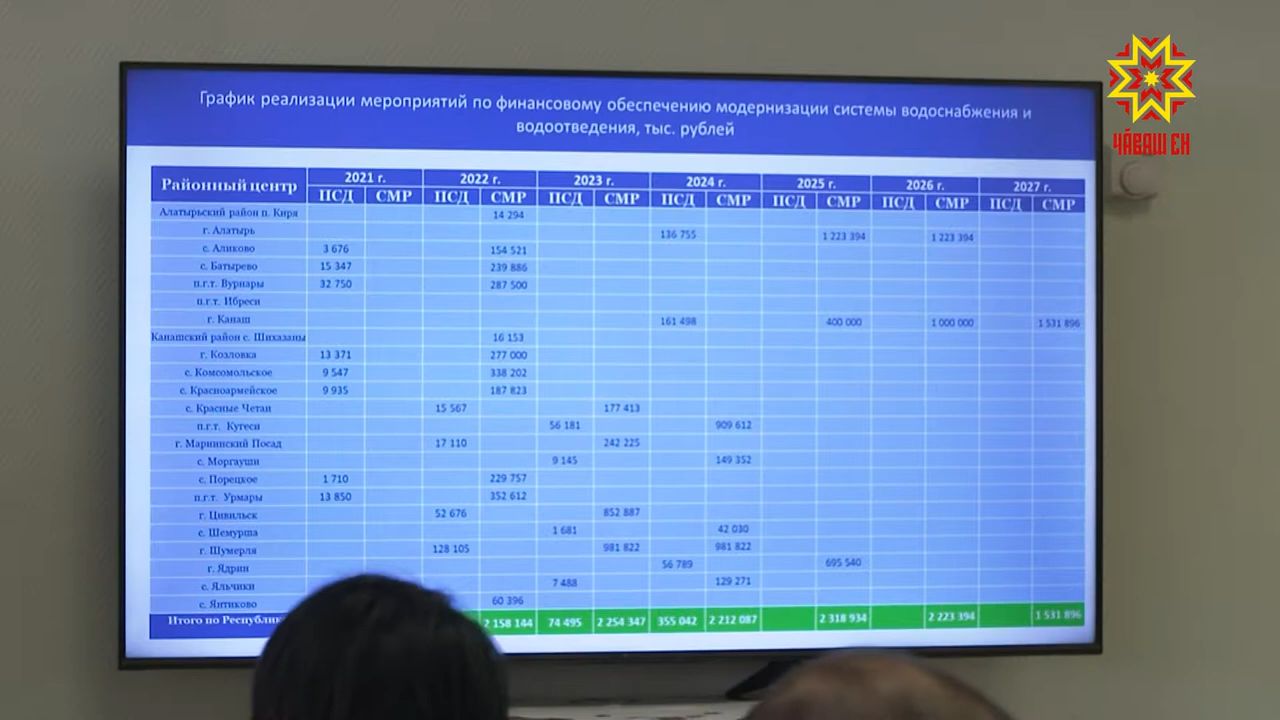 ЧӐВАШ ЕН
График реализации мероприятий по финансовому обеспечению модернизации системы водоснабжения и
водоотведения, тыс. рублей
Районный центр 2021 г. 2022 г. 2023 г. 2024 г. 2025 г. 2026 г. 2027 г.
ПСД СМР ПСД СМР ПСД СМР ПСД СМР ПСД СМР ПСД СМР ПСД СМР
Алатырьский район п. Киря 14 294
г. Алатырь 136 755 1 223 394 1 223 394
с. Аликово 3 676 154 521
с. Батырево 15 347 239 886
п.г.т. Вурнары 32 750 287 500
п.г.т. Ибреси
г. Канаш 161 498 400 000 1 000 000 1 531 896
Канашский район с. Шихазаны 16 153
г. Козловка 13 371 277 000
с. Комсомольское 9 547 338 202
с. Красноармейское 9 935 187 823
с. Красные Четаи 15 567 177 413
п.г.т. Кугеси 56 181 909 612
г. Мариинский Посад 17 110 242 225
с. Моргауши 9 145 149 352
с. Порецкое 1 710 229 757
п.г.т. Урмары 13 850 352 612
г. Цивильск 52 676 852 887
с. Шемурша 1 681 42 030
г. Шумерля 128 105 981 822 981 822
г. Ядрин 56 789 695 540
с. Яльчики 7 488 129 271
с. Янтиково 60 396
Итого по 2 158 144 74 495 2 254 347 355 042 2 212 087 2 318 934 2 223 394 1 531 896